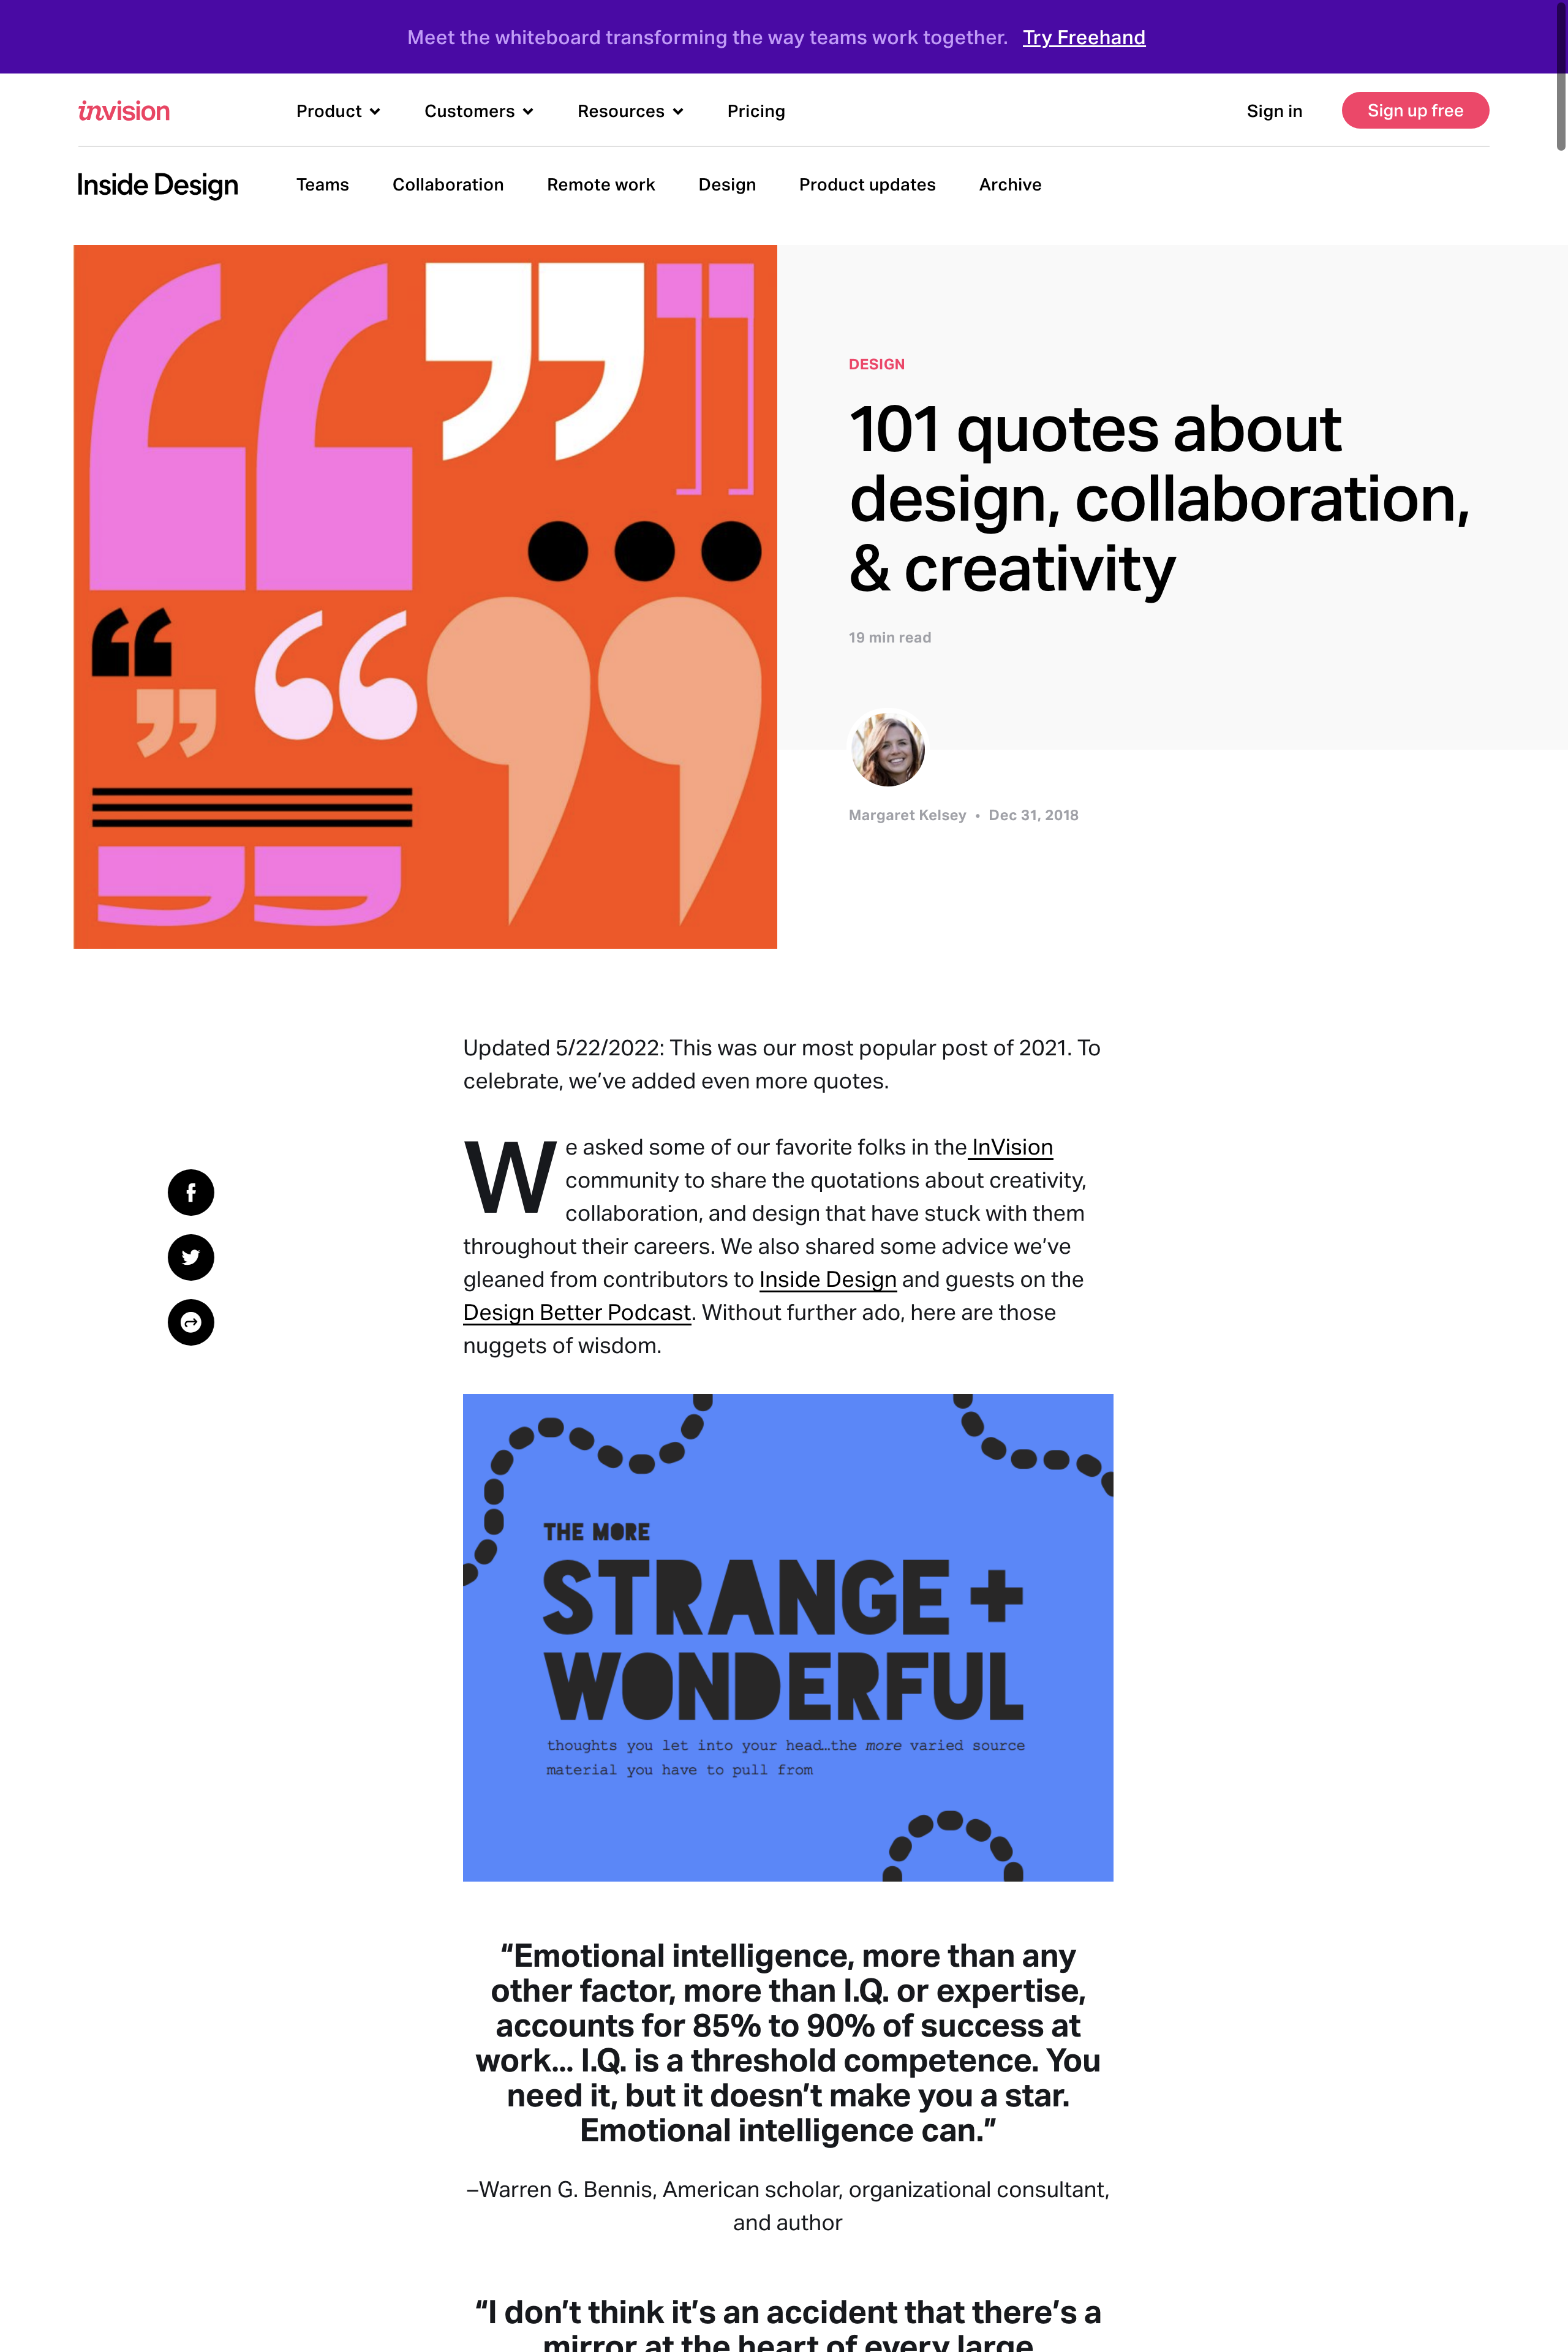 Meet the whiteboard transforming the way teams work together. Try Freehand
invision Product Customers Resources Pricing Sign in Sign up free
Inside Design Teams Collaboration Remote work Design Product updates Archive
DESIGN
101 quotes about
design, collaboration,
& creativity
19 min read
Margaret Kelsey • Dec 31, 2018
Updated 5/22/2022: This was our most popular post of 2021. To
celebrate, we’ve added even more quotes.
We asked some of our favorite folks in the InVision
community to share the quotations about creativity,
collaboration, and design that have stuck with them
throughout their careers. We also shared some advice we’ve
gleaned from contributors to Inside Design and guests on the
Design Better Podcast. Without further ado, here are those
nuggets of wisdom.
THE MORE
STRANGE +
WONDERFUL
thoughts you let into your head…the more varied source
material you have to pull from
“Emotional intelligence, more than any
other factor, more than I.Q. or expertise,
accounts for 85% to 90% of success at
work... I.Q. is a threshold competence. You
need it, but it doesn’t make you a star.
Emotional intelligence can.”
–Warren G. Bennis, American scholar, organizational consultant,
and author
“I don’t think it’s an accident that there’s a
mirror at the heart of every large